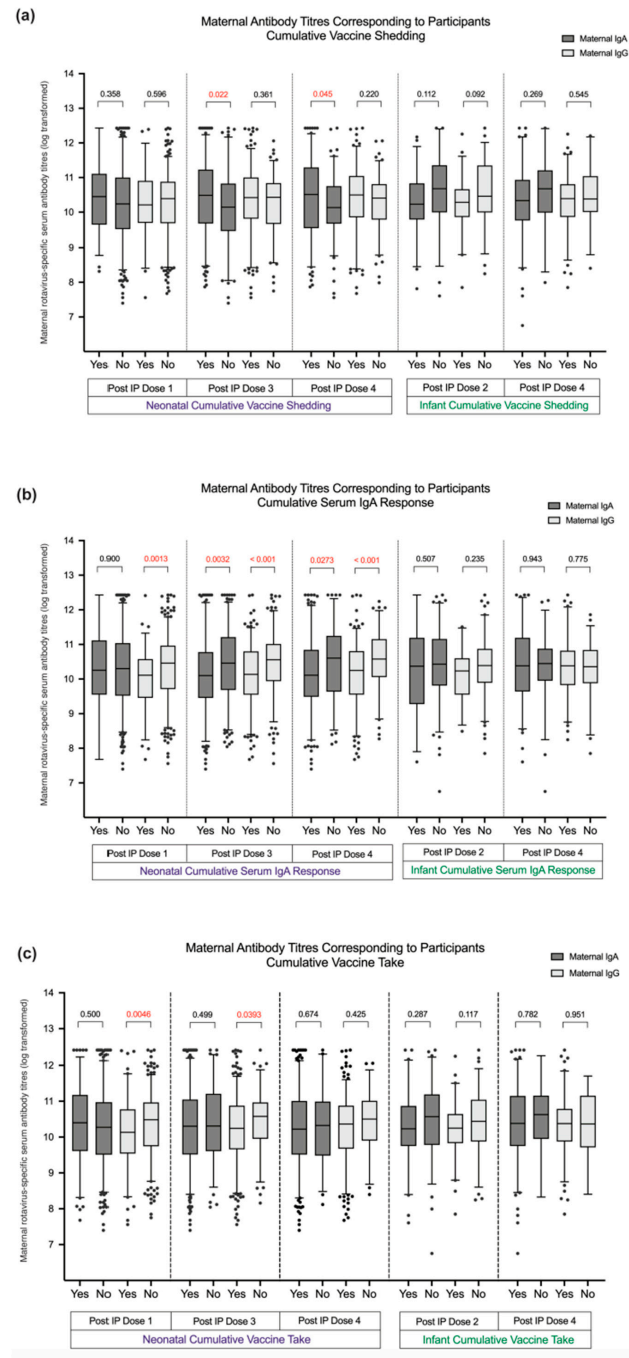 (a)
Maternal Antibody Titres Corresponding to Participants
Cumulative Vaccine Shedding
Maternal IgA
Maternal IgG
Maternal rotavirus-specific serum antibody titres (log transformed)
14
13
12
11
10
9
8
7
0.358 0.596 0.022 0.361 0.045 0.220 0.112 0.092 0.269 0.545
Yes No Yes No Yes No Yes No Yes No Yes No Yes No Yes No Yes No Yes No
Post IP Dose 1 Post IP Dose 3 Post IP Dose 4 Post IP Dose 2 Post IP Dose 4
Neonatal Cumulative Vaccine Shedding Infant Cumulative Vaccine Shedding
(b)
Maternal Antibody Titres Corresponding to Participants
Cumulative Serum IgA Response
Maternal IgA
Maternal IgG
Maternal rotavirus-specific serum antibody titres (log transformed)
14
13
12
11
10
9
8
7
0.900 0.0013 0.0032 < 0.001 0.0273 < 0.001 0.507 0.235 0.943 0.775
Yes No Yes No Yes No Yes No Yes No Yes No Yes No Yes No Yes No Yes No
Post IP Dose 1 Post IP Dose 3 Post IP Dose 4 Post IP Dose 2 Post IP Dose 4
Neonatal Cumulative Serum IgA Response Infant Cumulative Serum IgA Response
(c)
Maternal Antibody Titres Corresponding to Participants
Cumulative Vaccine Take
Maternal IgA
Maternal IgG
Maternal rotavirus-specific serum antibody titres (log transformed)
14
13
12
11
10
9
8
7
6
0.500 0.0046 0.499 0.0393 0.674 0.425 0.287 0.117 0.782 0.951
Yes No Yes No Yes No Yes No Yes No Yes No Yes No Yes No Yes No Yes No
Post IP Dose 1 Post IP Dose 3 Post IP Dose 4 Post IP Dose 2 Post IP Dose 4
Neonatal Cumulative Vaccine Take Infant Cumulative Vaccine Take